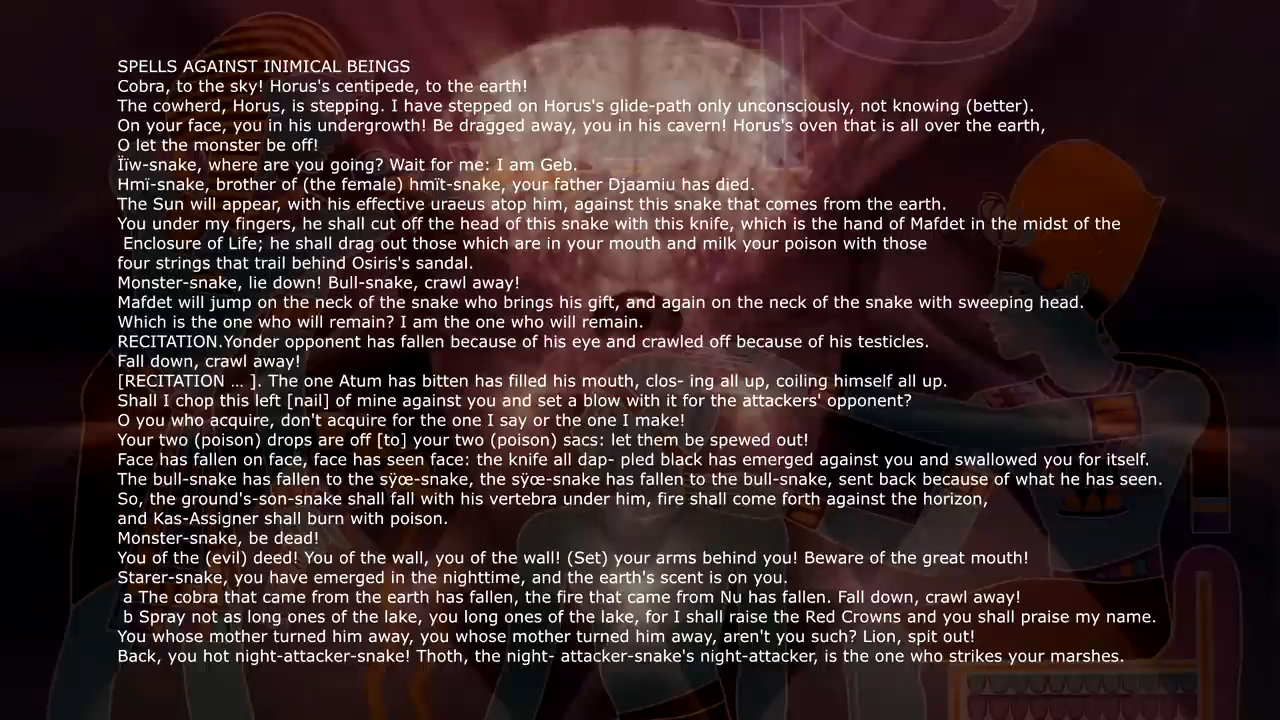 SPELLS AGAINST INIMICAL BEINGS
Cobra, to the sky! Horus's centipede, to the earth!
The cowherd, Horus, is stepping. I have stepped on Horus's glide-path only unconsciously, not knowing (better).
On your face, you in his undergrowth! Be dragged away, you in his cavern! Horus's oven that is all over the earth,
O let the monster be off!
Ïïw-snake, where are you going? Wait for me: I am Geb.
Hmï-snake, brother of (the female) hmït-snake, your father Djaamiu has died.
The Sun will appear, with his effective uraeus atop him, against this snake that comes from the earth.
You under my fingers, he shall cut off the head of this snake with this knife, which is the hand of Mafdet in the midst of the
Enclosure of Life; he shall drag out those which are in your mouth and milk your poison with those
four strings that trail behind Osiris's sandal.
Monster-snake, lie down! Bull-snake, crawl away!
Mafdet will jump on the neck of the snake who brings his gift, and again on the neck of the snake with sweeping head.
Which is the one who will remain? I am the one who will remain.
RECITATION.Yonder opponent has fallen because of his eye and crawled off because of his testicles.
Fall down, crawl away!
[RECITATION ... ]. The one Atum has bitten has filled his mouth, clos- ing all up, coiling himself all up.
Shall I chop this left [nail] of mine against you and set a blow with it for the attackers' opponent?
O you who acquire, don't acquire for the one I say or the one I make!
Your two (poison) drops are off [to] your two (poison) sacs: let them be spewed out!
Face has fallen on face, face has seen face: the knife all dap- pled black has emerged against you and swallowed you for itself.
The bull-snake has fallen to the sÿœ-snake, the sÿœ-snake has fallen to the bull-snake, sent back because of what he has seen.
So, the ground's-son-snake shall fall with his vertebra under him, fire shall come forth against the horizon,
and Kas-Assigner shall burn with poison.
Monster-snake, be dead!
You of the (evil) deed! You of the wall, you of the wall! (Set) your arms behind you! Beware of the great mouth!
Starer-snake, you have emerged in the nighttime, and the earth's scent is on you.
a The cobra that came from the earth has fallen, the fire that came from Nu has fallen. Fall down, crawl away!
b Spray not as long ones of the lake, you long ones of the lake, for I shall raise the Red Crowns and you shall praise my name.
You whose mother turned him away, you whose mother turned him away, aren't you such? Lion, spit out!
Back, you hot night-attacker-snake! Thoth, the night- attacker-snake's night-attacker, is the one who strikes your marshes.